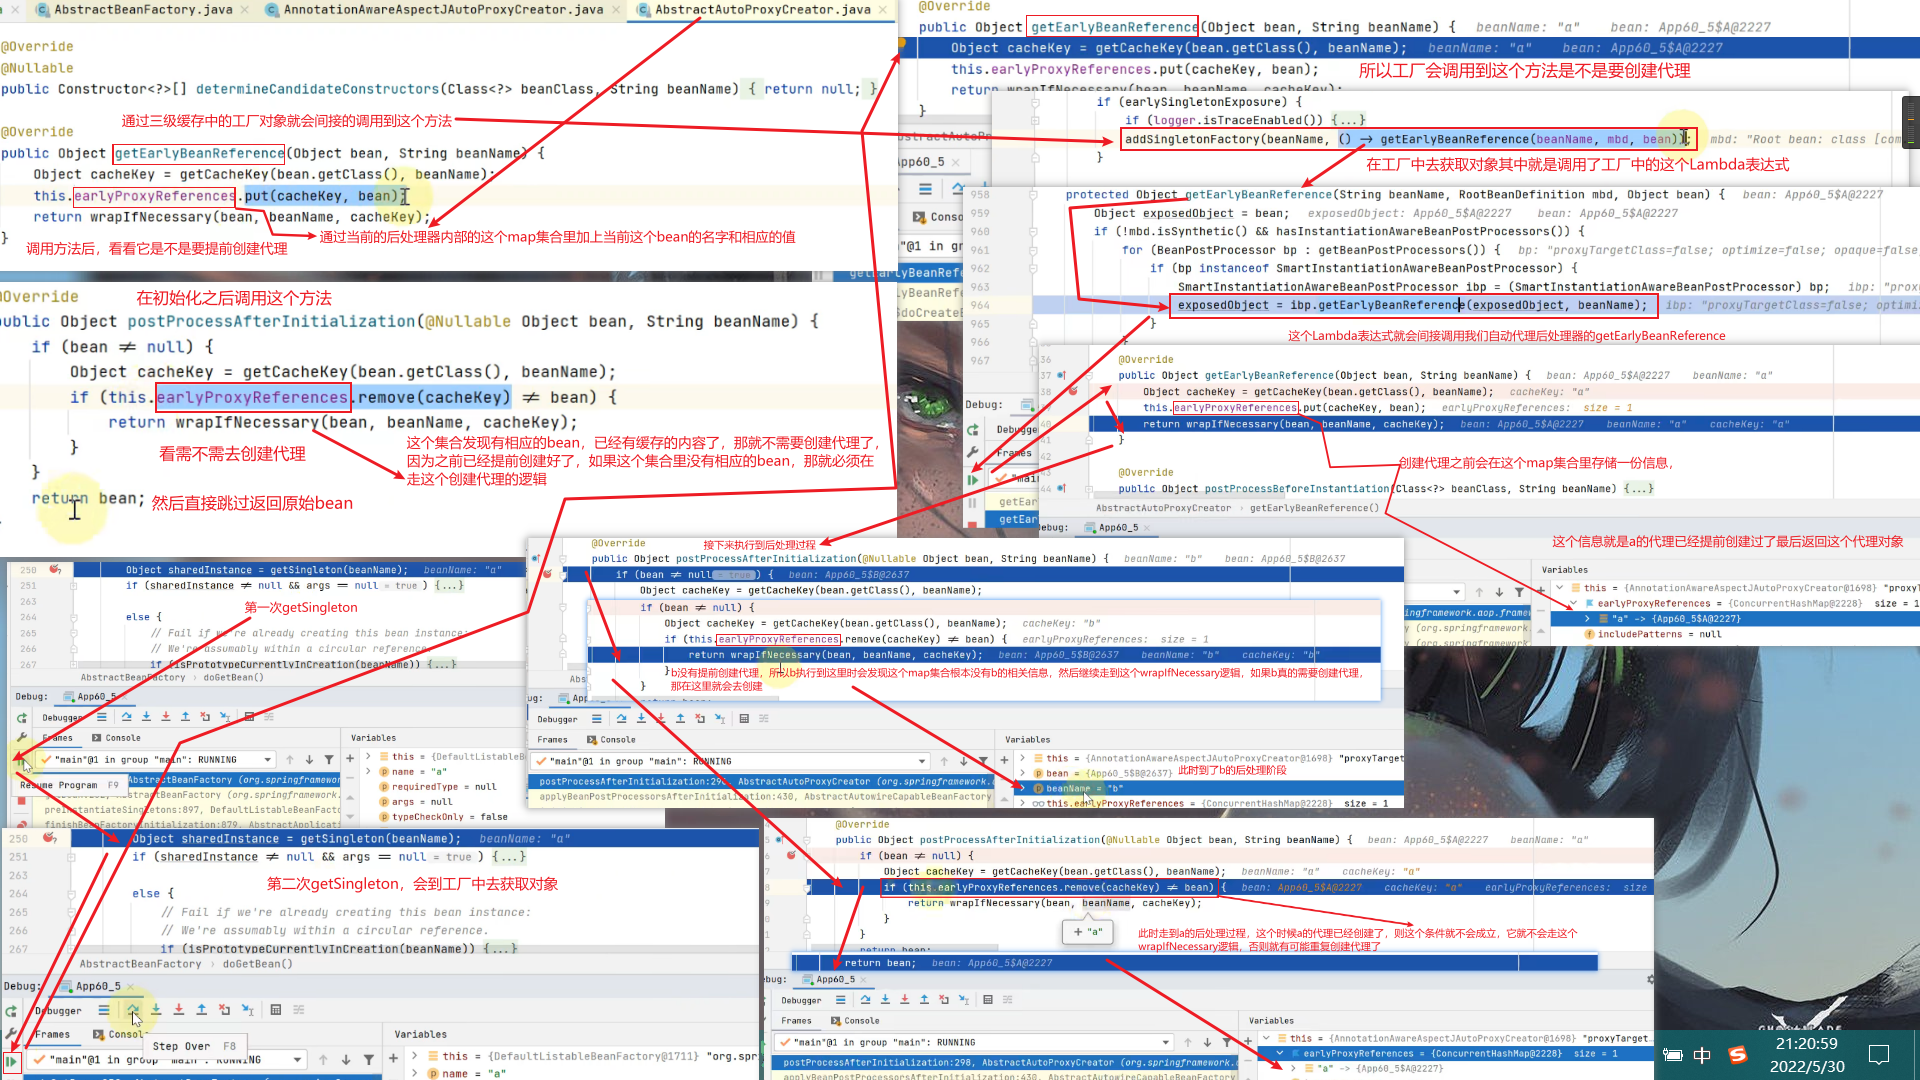 AbstractBeanFactory.java
AnnotationAwareAspectJAutoProxyCreator.java
AbstractAutoProxyCreator.java
@Override
@Nullable
public Constructor<?>[] determineCandidateConstructors(Class<?> beanClass, String beanName) { return null; }
通过三级缓存中的工厂对象就会间接的调用到这个方法
@Override
public Object getEarlyBeanReference(Object bean, String beanName) {
Object cacheKey = getCacheKey(bean.getClass(), beanName);
this.earlyProxyReferences.put(cacheKey, bean);
return wrapIfNecessary(bean, beanName, cacheKey);
}
通过当前的后处理器内部的这个map集合里加上当前这个bean的名字和相应的值
调用方法后，看看它是不是要提前创建代理
@Override
public Object getEarlyBeanReference(Object bean, String beanName) { beanName: "a" bean: App60_5$A@2227
Object cacheKey = getCacheKey(bean.getClass(), beanName); beanName: "a" bean: App60_5$A@2227
this.earlyProxyReferences.put(cacheKey, bean);
所以工厂会调用到这个方法是不是要创建代理
}
if (earlySingletonExposure) {
if (logger.isTraceEnabled()) {...}
addSingletonFactory(beanName, () → getEarlyBeanReference(beanName, mbd, bean)); mbd: "Root bean: class [com
}
在工厂中去获取对象其中就是调用了工厂中的这个Lambda表达式
958 protected Object getEarlyBeanReference(String beanName, RootBeanDefinition mbd, Object bean) { bean: App60_5$A@2227
959 Object exposedObject = bean; exposedObject: App60_5$A@2227 bean: App60_5$A@2227
960 if (!mbd.isSynthetic() && hasInstantiationAwareBeanPostProcessors()) {
961 for (BeanPostProcessor bp : getBeanPostProcessors()) { bp: "proxyTargetClass=false; optimize=false; opaque=false
962 if (bp instanceof SmartInstantiationAwareBeanPostProcessor) {
963 SmartInstantiationAwareBeanPostProcessor ibp = (SmartInstantiationAwareBeanPostProcessor) bp;
964 exposedObject = ibp.getEarlyBeanReference(exposedObject, beanName); ibp: "proxyTargetClass=false; optim
965 }
966
967
这个Lambda表达式就会间接调用我们自动代理后处理器的getEarlyBeanReference
@Override
public Object postProcessAfterInitialization(@Nullable Object bean, String beanName) {
在初始化之后调用这个方法
if (bean ≠ null) {
Object cacheKey = getCacheKey(bean.getClass(), beanName);
if (this.earlyProxyReferences.remove(cacheKey) ≠ bean) {
return wrapIfNecessary(bean, beanName, cacheKey);
}
}
return bean;
看需不需去创建代理
这个集合发现有相应的bean，已经有缓存的内容了，那就不需要创建代理了，
因为之前已经提前创建好了，如果这个集合里没有相应的bean，那就必须在
走这个创建代理的逻辑
然后直接跳过返回原始bean
Debug:
@Override
public Object getEarlyBeanReference(Object bean, String beanName) { bean: App60_5$A@2227 beanName: "a"
Object cacheKey = getCacheKey(bean.getClass(), beanName); cacheKey: "a"
this.earlyProxyReferences.put(cacheKey, bean); earlyProxyReferences: size = 1
return wrapIfNecessary(bean, beanName, cacheKey); bean: App60_5$A@2227 beanName: "a" cacheKey: "a"
}
创建代理之前会在这个map集合里存储一份信息，
@Override
public Object postProcessBeforeInstantiation(Class<?> beanClass, String beanName) {...}
AbstractAutoProxyCreator › getEarlyBeanReference()
App60_5
这个信息就是a的代理已经提前创建过了最后返回这个代理对象
Variables
this = {AnnotationAwareAspectJAutoProxyCreator@1698} "proxy
earlyProxyReferences = {ConcurrentHashMap@2228} size = 1
"a" -> {App60_5$A@2227}
includePatterns = null
250 Object sharedInstance = getSingleton(beanName); beanName: "a"
251 if (sharedInstance ≠ null && args == null = true ) {...}
263
264 else {
265 // Fail if we're already creating this bean instance:
266 // We're assumably within a circular reference.
267 if (isPrototypeCurrentlyInCreation(beanName)) {...}
第一次getSingleton
AbstractBeanFactory › doGetBean()
Debug: App60_5
Debugger
Frames Console Variables
"main"@1 in group "main": RUNNING
Resume Program F9
this = {DefaultListableB
name = "a"
requiredType = null
args = null
typeCheckOnly = false
接下来执行到后处理过程
@Override
public Object postProcessAfterInitialization(@Nullable Object bean, String beanName) { beanName: "b" bean: App60_5$B@2637
if (bean ≠ null = true ) { bean: App60_5$B@2637
Object cacheKey = getCacheKey(bean.getClass(), beanName);
if (bean ≠ null) {
Object cacheKey = getCacheKey(bean.getClass(), beanName); cacheKey: "b"
if (this.earlyProxyReferences.remove(cacheKey) ≠ bean) { earlyProxyReferences: size = 1
return wrapIfNecessary(bean, beanName, cacheKey); bean: App60_5$B@2637 beanName: "b" cacheKey: "b"
}
}
b没有提前创建代理，所以b执行到这里时会发现这个map集合根本没有b的相关信息，然后继续走到这个wrapIfNecessary逻辑，如果b真的需要创建代理，
那在这里就会去创建
Debugger
Frames Console Variables
"main"@1 in group "main": RUNNING
postProcessAfterInitialization:298, AbstractAutoProxyCreator (org.springframework.
applyBeanPostProcessorsAfterInitialization:430, AbstractAutowireCapableBeanFactory
this = {AnnotationAwareAspectJAutoProxyCreator@1698} "proxyTarget
bean = {App60_5$B@2637}
此时到了b的后处理阶段
beanName = "b"
this.earlyProxyReferences = {ConcurrentHashMap@2228} size = 1
250 Object sharedInstance = getSingleton(beanName); beanName: "a"
251 if (sharedInstance ≠ null && args == null = true ) {...}
263
264 else {
265 // Fail if we're already creating this bean instance:
266 // We're assumably within a circular reference.
267 if (isPrototypeCurrentlyInCreation(beanName)) {...}
第二次getSingleton，会到工厂中去获取对象
AbstractBeanFactory › doGetBean()
Debug: App60_5
Debugger
Step Over F8
Frames Console Variables
"main"@1 in group "main": RUNNING
this = {DefaultListableBeanFactory@1711} "org.spri
name = "a"
@Override
public Object postProcessAfterInitialization(@Nullable Object bean, String beanName) { bean: App60_5$A@2227 beanName: "a"
if (bean ≠ null) {
Object cacheKey = getCacheKey(bean.getClass(), beanName); beanName: "a" cacheKey: "a"
if (this.earlyProxyReferences.remove(cacheKey) ≠ bean) { bean: App60_5$A@2227 cacheKey: "a" earlyProxyReferences: size
return wrapIfNecessary(bean, beanName, cacheKey);
}
+ "a"
}
return bean; bean: App60_5$A@2227
此时走到a的后处理过程，这个时候a的代理已经创建了，则这个条件就不会成立，它就不会走这个
wrapIfNecessary逻辑，否则就有可能重复创建代理了
App60_5
Debugger
Frames Console Variables
"main"@1 in group "main": RUNNING
postProcessAfterInitialization:298, AbstractAutoProxyCreator (org.springframework.
this = {AnnotationAwareAspectJAutoProxyCreator@1698} "proxyTarget
earlyProxyReferences = {ConcurrentHashMap@2228} size = 1
"a" -> {App60_5$A@2227}
中
21:20:59
2022/5/30